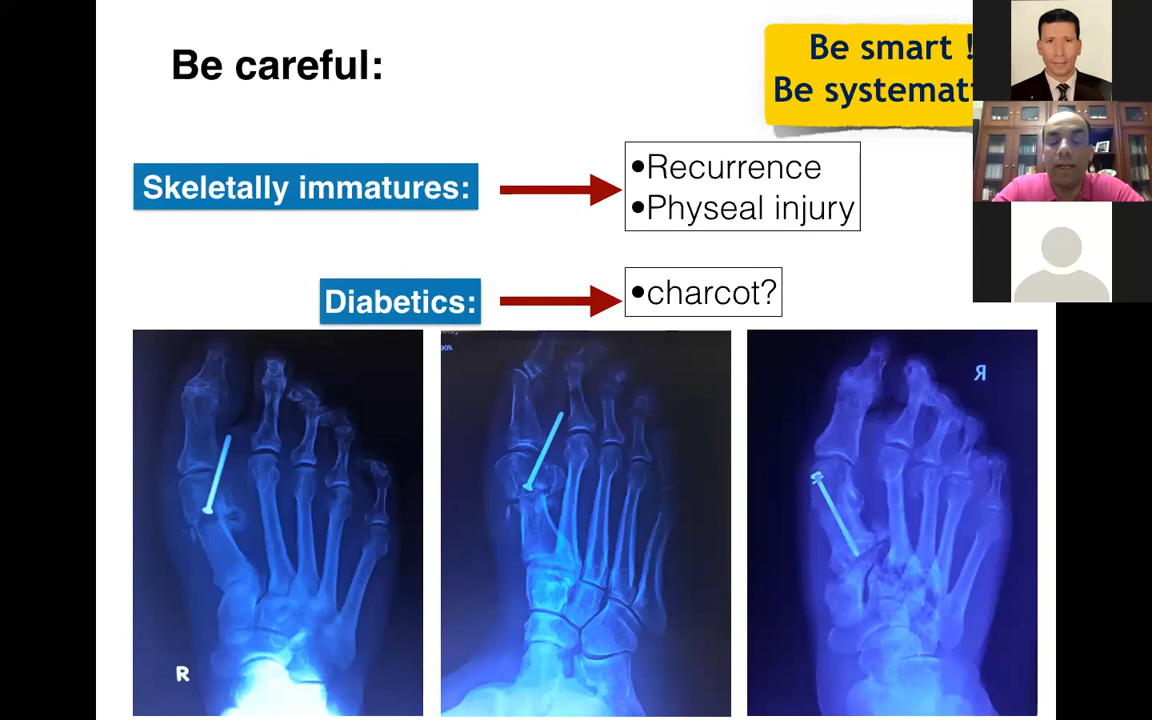 Be careful:
Be smart !
Be systemat
Skeletally immatures:
•Recurrence
•Physeal injury
Diabetics:
•charcot?
R
R